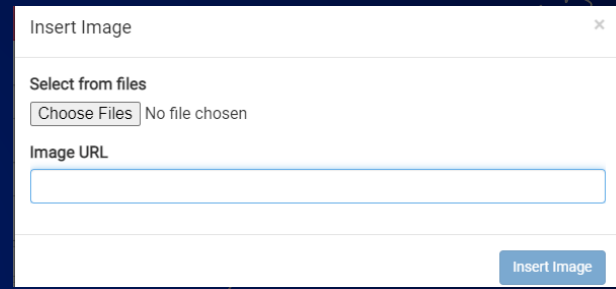 Insert Image
×
Select from files
Choose Files No file chosen
Image URL
Insert Image